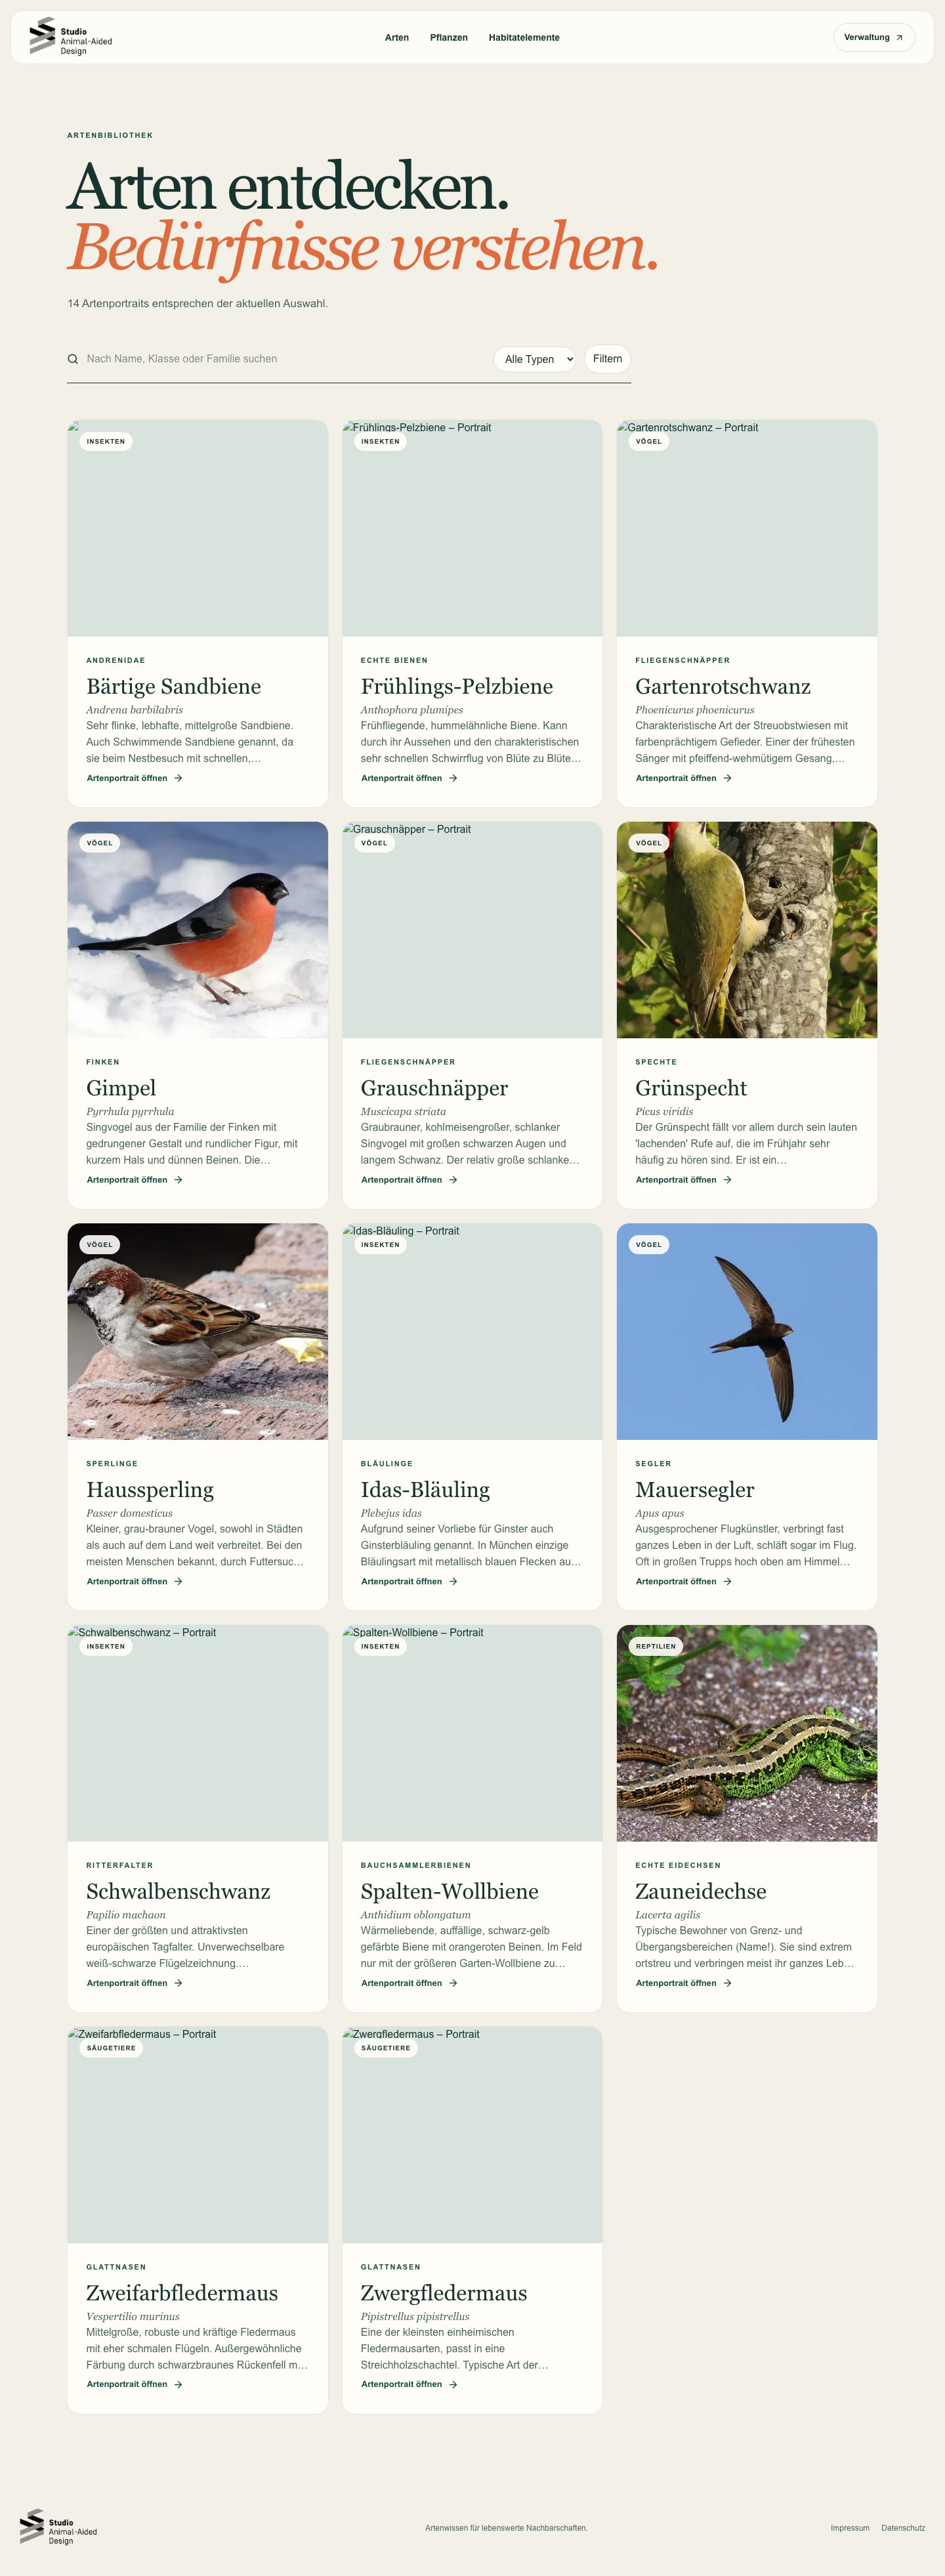 Studio
Animal-Aided
Design
Arten
Pflanzen
Habitatelemente
Verwaltung
ARTENBIBLIOTHEK
Arten entdecken.
Bedürfnisse verstehen.
14 Artenportraits entsprechen der aktuellen Auswahl.
Nach Name, Klasse oder Familie suchen
Alle Typen
Filtern
INSEKTEN
ANDRENIDAE
Bärtige Sandbiene
Andrena barbilabris
Sehr flinke, lebhafte, mittelgroße Sandbiene.
Auch Schwimmende Sandbiene genannt, da
sie beim Nestbesuch mit schnellen,…
Artenportrait öffnen
Frühlings-Pelzbiene – Portrait
INSEKTEN
ECHTE BIENEN
Frühlings-Pelzbiene
Anthophora plumipes
Frühfliegende, hummelähnliche Biene. Kann
durch ihr Aussehen und den charakteristischen
sehr schnellen Schwirrflug von Blüte zu Blüte…
Artenportrait öffnen
Gartenrotschwanz – Portrait
VÖGEL
FLIEGENSCHNÄPPER
Gartenrotschwanz
Phoenicurus phoenicurus
Charakteristische Art der Streuobstwiesen mit
farbenprächtigem Gefieder. Einer der frühesten
Sänger mit pfeiffend-wehmütigem Gesang,…
Artenportrait öffnen
VÖGEL
FINKEN
Gimpel
Pyrrhula pyrrhula
Singvogel aus der Familie der Finken mit
gedrungener Gestalt und rundlicher Figur, mit
kurzem Hals und dünnen Beinen. Die…
Artenportrait öffnen
Grauschnäpper – Portrait
VÖGEL
FLIEGENSCHNÄPPER
Grauschnäpper
Muscicapa striata
Graubrauner, kohlmeisengroßer, schlanker
Singvogel mit großen schwarzen Augen und
langem Schwanz. Der relativ große schlanke…
Artenportrait öffnen
VÖGEL
SPECHTE
Grünspecht
Picus viridis
Der Grünspecht fällt vor allem durch sein lauten
'lachenden' Rufe auf, die im Frühjahr sehr
häufig zu hören sind. Er ist ein…
Artenportrait öffnen
VÖGEL
SPERLINGE
Haussperling
Passer domesticus
Kleiner, grau-brauner Vogel, sowohl in Städten
als auch auf dem Land weit verbreitet. Bei den
meisten Menschen bekannt, durch Futtersuc…
Artenportrait öffnen
Idas-Bläuling – Portrait
INSEKTEN
BLÄULINGE
Idas-Bläuling
Plebejus idas
Aufgrund seiner Vorliebe für Ginster auch
Ginsterbläuling genannt. In München einzige
Bläulingsart mit metallisch blauen Flecken au…
Artenportrait öffnen
VÖGEL
SEGLER
Mauersegler
Apus apus
Ausgesprochener Flugkünstler, verbringt fast
ganzes Leben in der Luft, schläft sogar im Flug.
Oft in großen Trupps hoch oben am Himmel…
Artenportrait öffnen
Schwalbenschwanz – Portrait
INSEKTEN
RITTERFALTER
Schwalbenschwanz
Papilio machaon
Einer der größten und attraktivsten
europäischen Tagfalter. Unverwechselbare
weiß-schwarze Flügelzeichnung.…
Artenportrait öffnen
Spalten-Wollbiene – Portrait
INSEKTEN
BAUCHSAMMLERBIENEN
Spalten-Wollbiene
Anthidium oblongatum
Wärmeliebende, auffällige, schwarz-gelb
gefärbte Biene mit orangeroten Beinen. Im Feld
nur mit der größeren Garten-Wollbiene zu…
Artenportrait öffnen
REPTILIEN
ECHTE EIDECHSEN
Zauneidechse
Lacerta agilis
Typische Bewohner von Grenz- und
Übergangsbereichen (Name!). Sie sind extrem
ortstreu und verbringen meist ihr ganzes Leb…
Artenportrait öffnen
Zweifarbfledermaus – Portrait
SÄUGETIERE
GLATTNASEN
Zweifarbfledermaus
Vespertilio murinus
Mittelgroße, robuste und kräftige Fledermaus
mit eher schmalen Flügeln. Außergewöhnliche
Färbung durch schwarzbraunes Rückenfell m…
Artenportrait öffnen
Zwergfledermaus – Portrait
SÄUGETIERE
GLATTNASEN
Zwergfledermaus
Pipistrellus pipistrellus
Eine der kleinsten einheimischen
Fledermausarten, passt in eine
Streichholzschachtel. Typische Art der…
Artenportrait öffnen
Studio
Animal-Aided
Design
Artenwissen für lebenswerte Nachbarschaften.
Impressum
Datenschutz